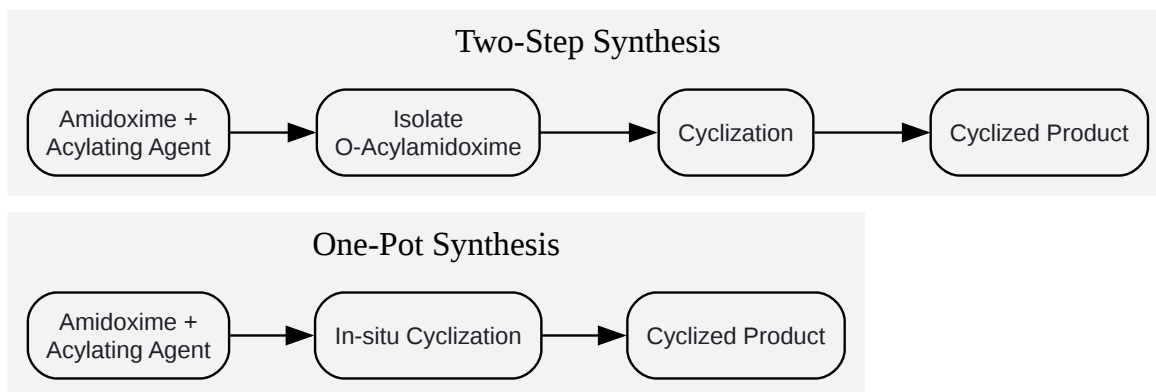 Two-Step Synthesis
Amidoxime +
Acylating Agent
Isolate
O-Acylamidoxime
Cyclization
Cyclized Product
One-Pot Synthesis
Amidoxime +
Acylating Agent
In-situ Cyclization
Cyclized Product